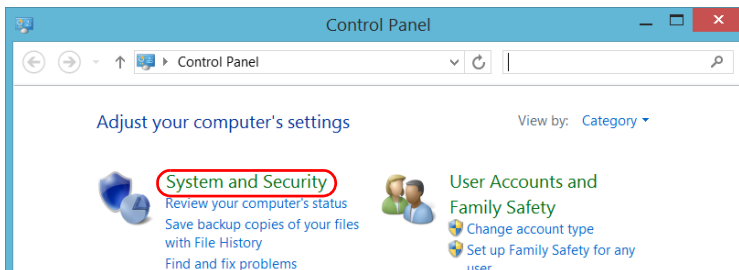 Control Panel
Control Panel
Adjust your computer's settings
View by: Category
System and Security
Review your computer's status
Save backup copies of your files
with File History
Find and fix problems
User Accounts and
Family Safety
Change account type
Set up Family Safety for any
user